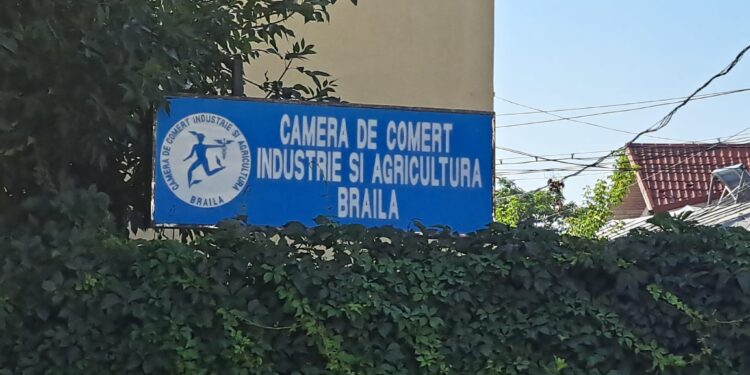 CAMERA DE COMERT INDUSTRIE SI AGRICULTURA
BRAILA
CAMERA DE COMERT
INDUSTRIE SI AGRICULTURA
BRAILA